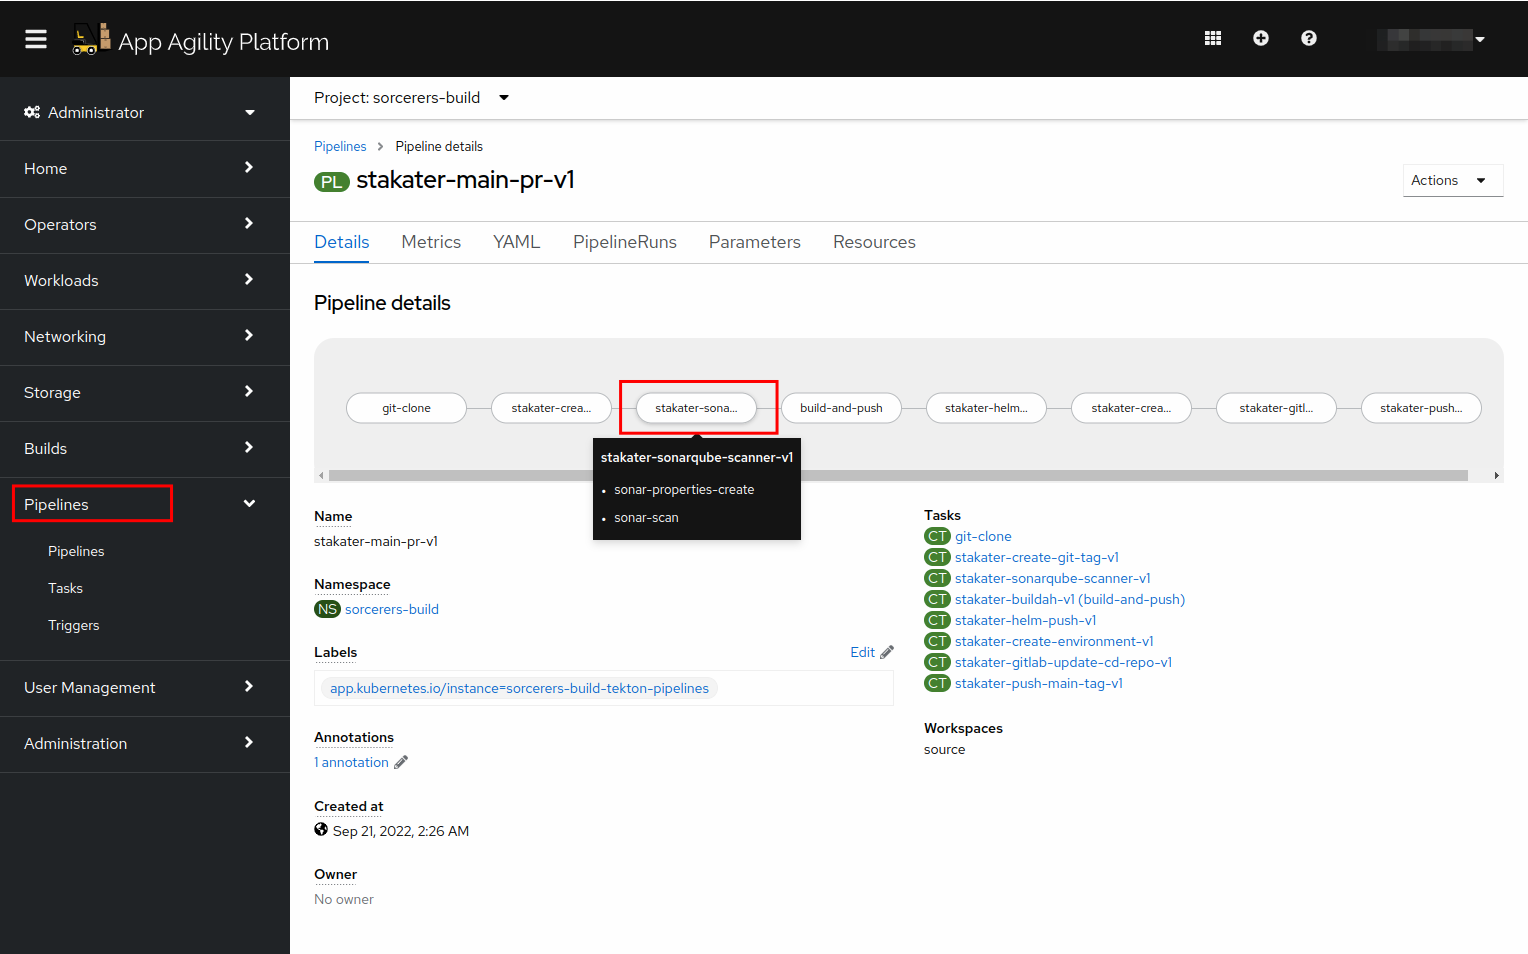 App Agility Platform
Administrator
Home
Operators
Workloads
Networking
Storage
Builds
Pipelines
Pipelines
Tasks
Triggers
User Management
Administration
Project: sorcerers-build
Pipelines > Pipeline details
PL stakater-main-pr-v1
Actions
Details Metrics YAML PipelineRuns Parameters Resources
Pipeline details
git-clone stakater-crea... stakater-sona... build-and-push stakater-helm... stakater-crea... stakater-gitl... stakater-push...
stakater-sonarqube-scanner-v1
• sonar-properties-create
• sonar-scan
Name
stakater-main-pr-v1
Namespace
NS sorcerers-build
Labels Edit
app.kubernetes.io/instance=sorcerers-build-tekton-pipelines
Annotations
1 annotation
Created at
Sep 21, 2022, 2:26 AM
Owner
No owner
Tasks
CT git-clone
CT stakater-create-git-tag-v1
CT stakater-sonarqube-scanner-v1
CT stakater-buildah-v1 (build-and-push)
CT stakater-helm-push-v1
CT stakater-create-environment-v1
CT stakater-gitlab-update-cd-repo-v1
CT stakater-push-main-tag-v1
Workspaces
source